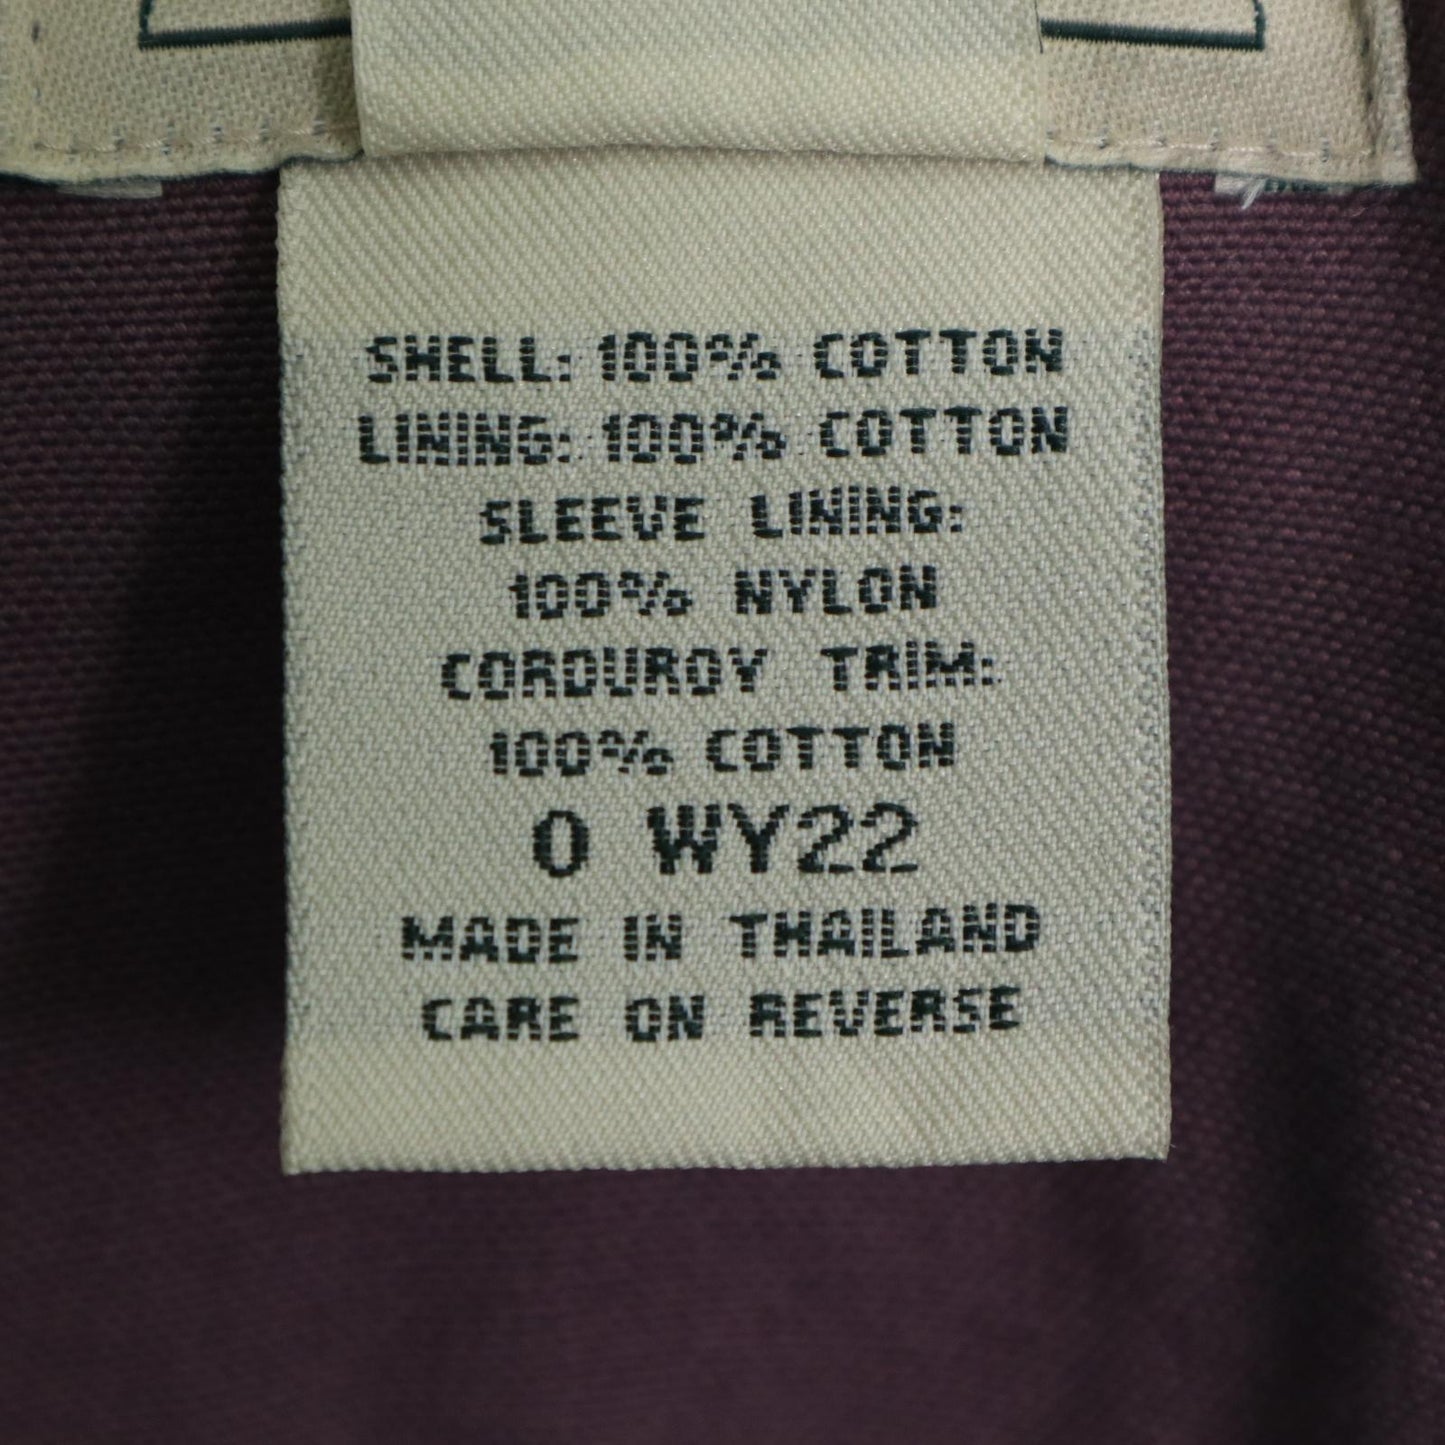 SHELL: 100% COTTON
LINING: 100% COTTON
SLEEVE LINING:
100% NYLON
CORDUROY TRIM:
100% COTTON
0 WY22
MADE IN THAILAND
CARE ON REVERSE